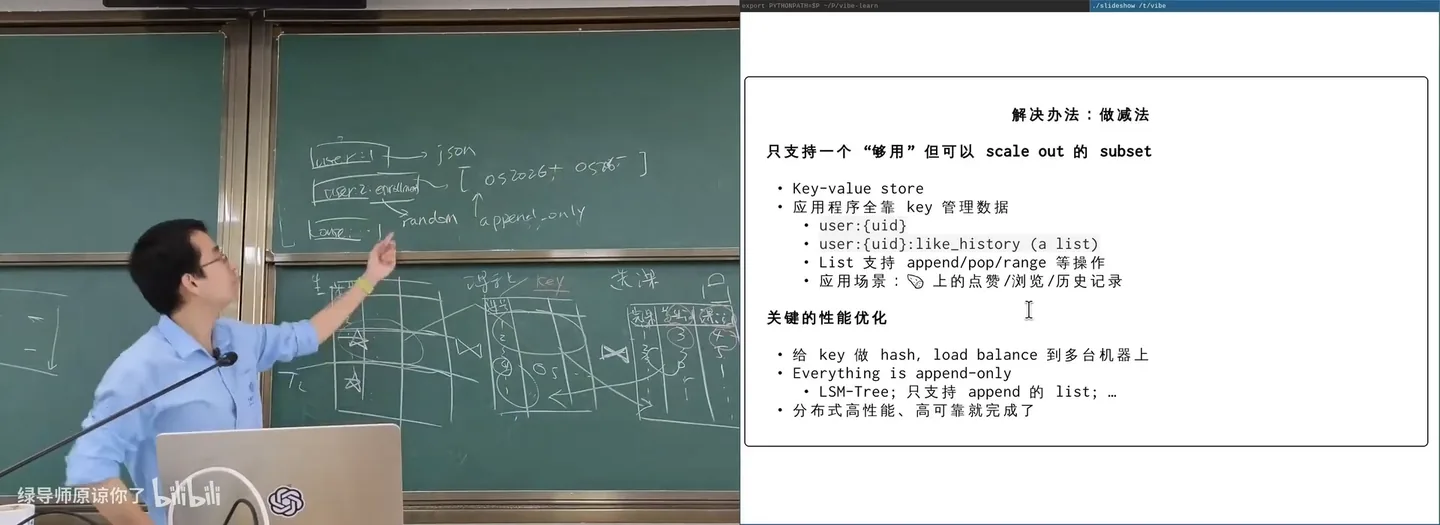 export PYTHONPATH=$P ~/P/vibe-learn
./slideshow /t/vibe
user:1
json
user2.enrollment
[ OS2026
]
random
append-only
key
选课
OS
绿导师原谅你了 bilibili
解决办法：做减法
只支持一个 “够用”但可以 scale out 的 subset
• Key-value store
• 应用程序全靠 key 管理数据
• user:{uid}
• user:{uid}:like_history (a list)
• List 支持 append/pop/range 等操作
• 应用场景： 上的点赞/浏览/历史记录
关键的性能优化
• 给 key 做 hash, load balance 到多台机器上
• Everything is append-only
• LSM-Tree; 只支持 append 的 list; …
• 分布式高性能、高可靠就完成了